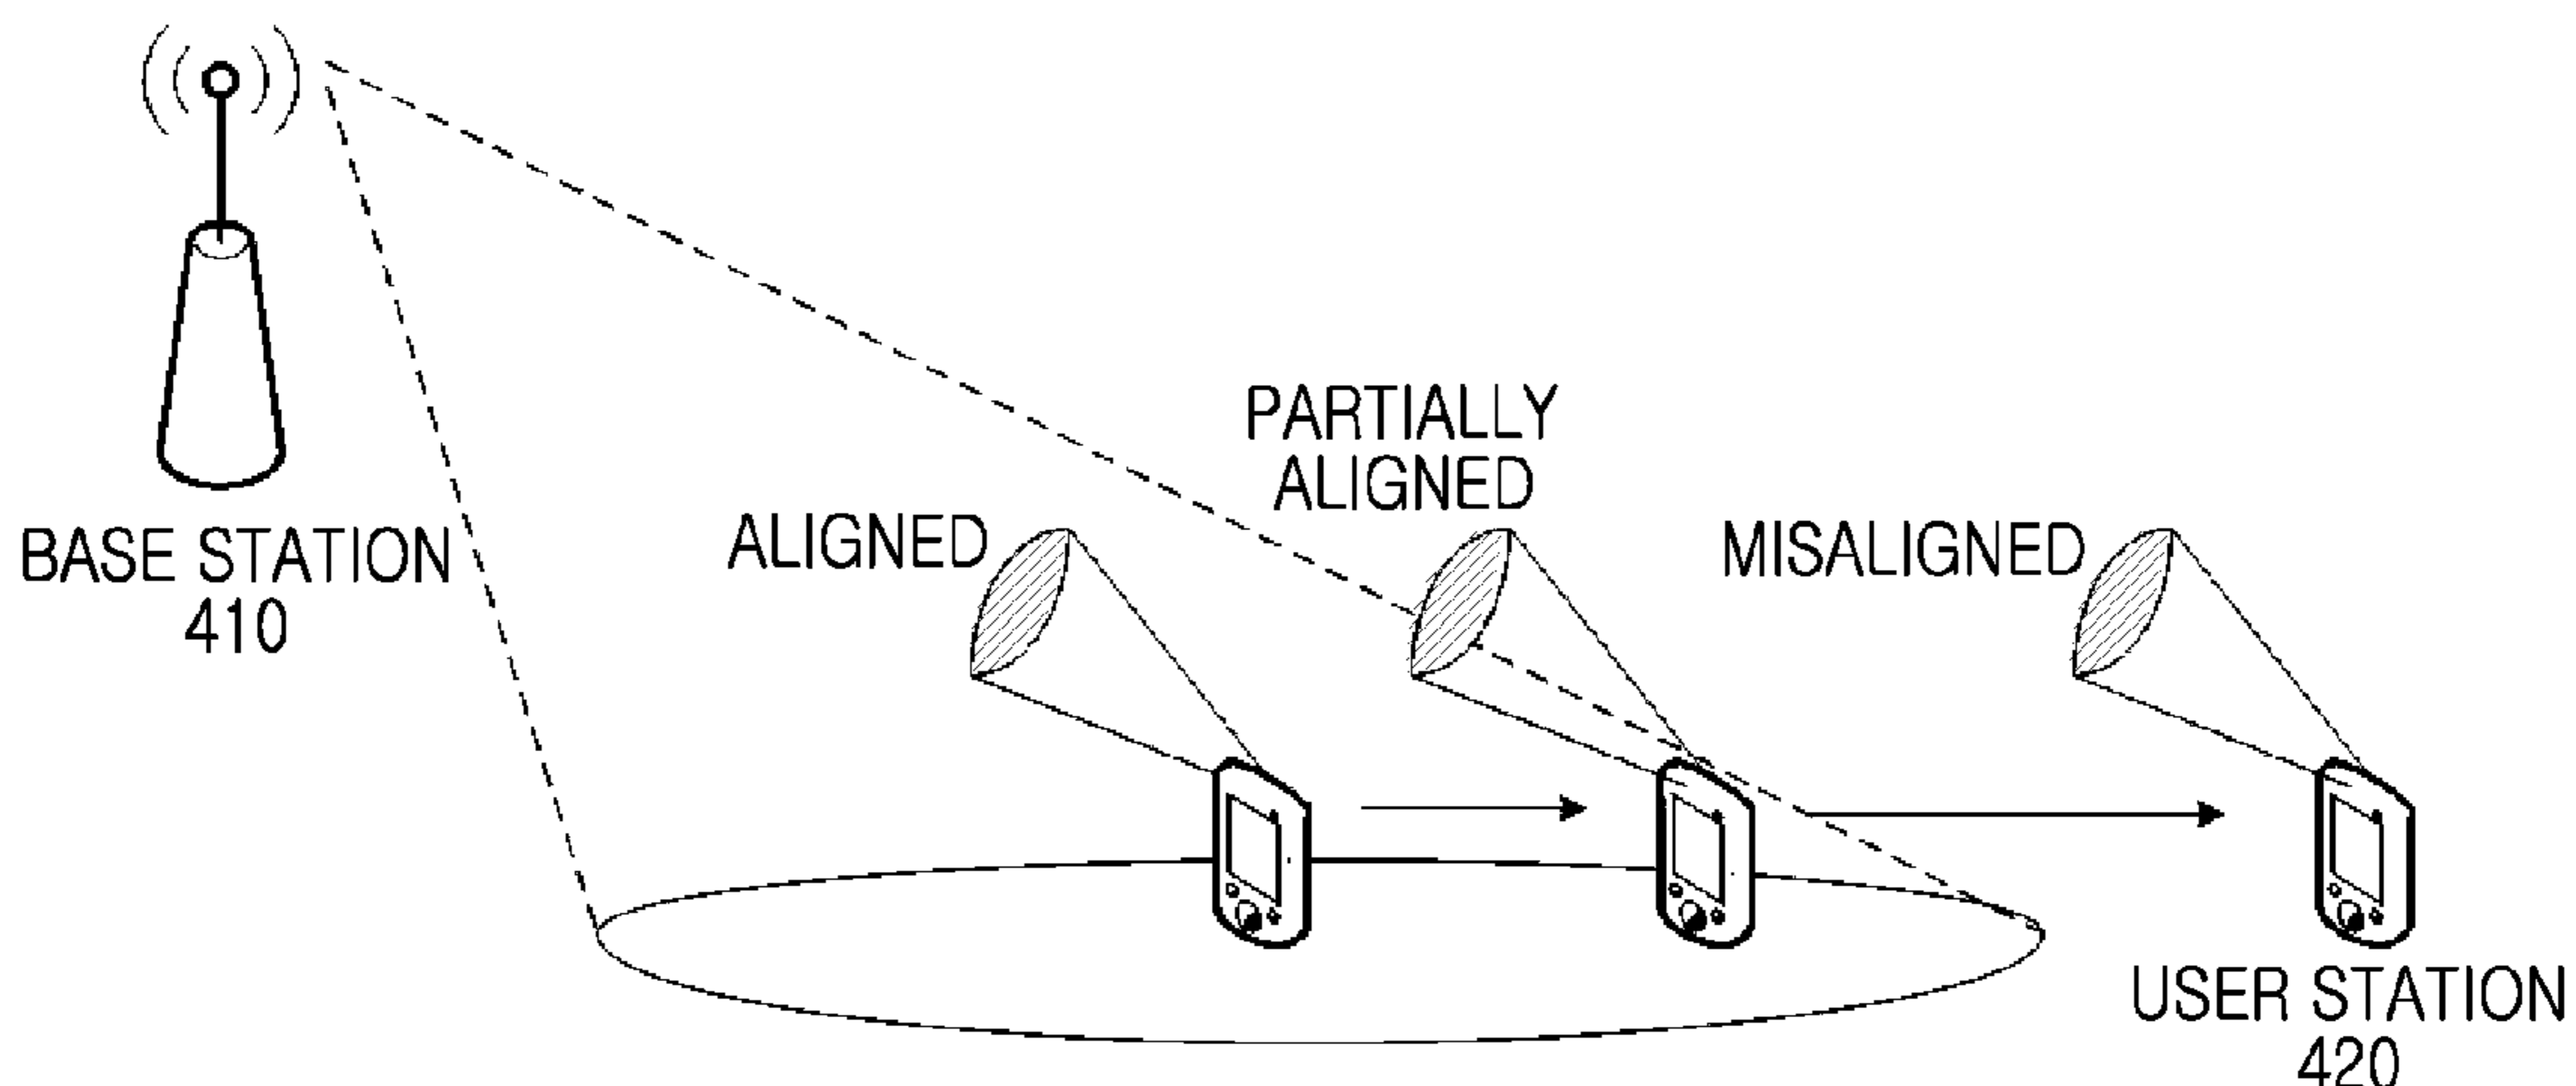 BASE STATION
410
ALIGNED
PARTIALLY
ALIGNED
MISALIGNED
USER STATION
420